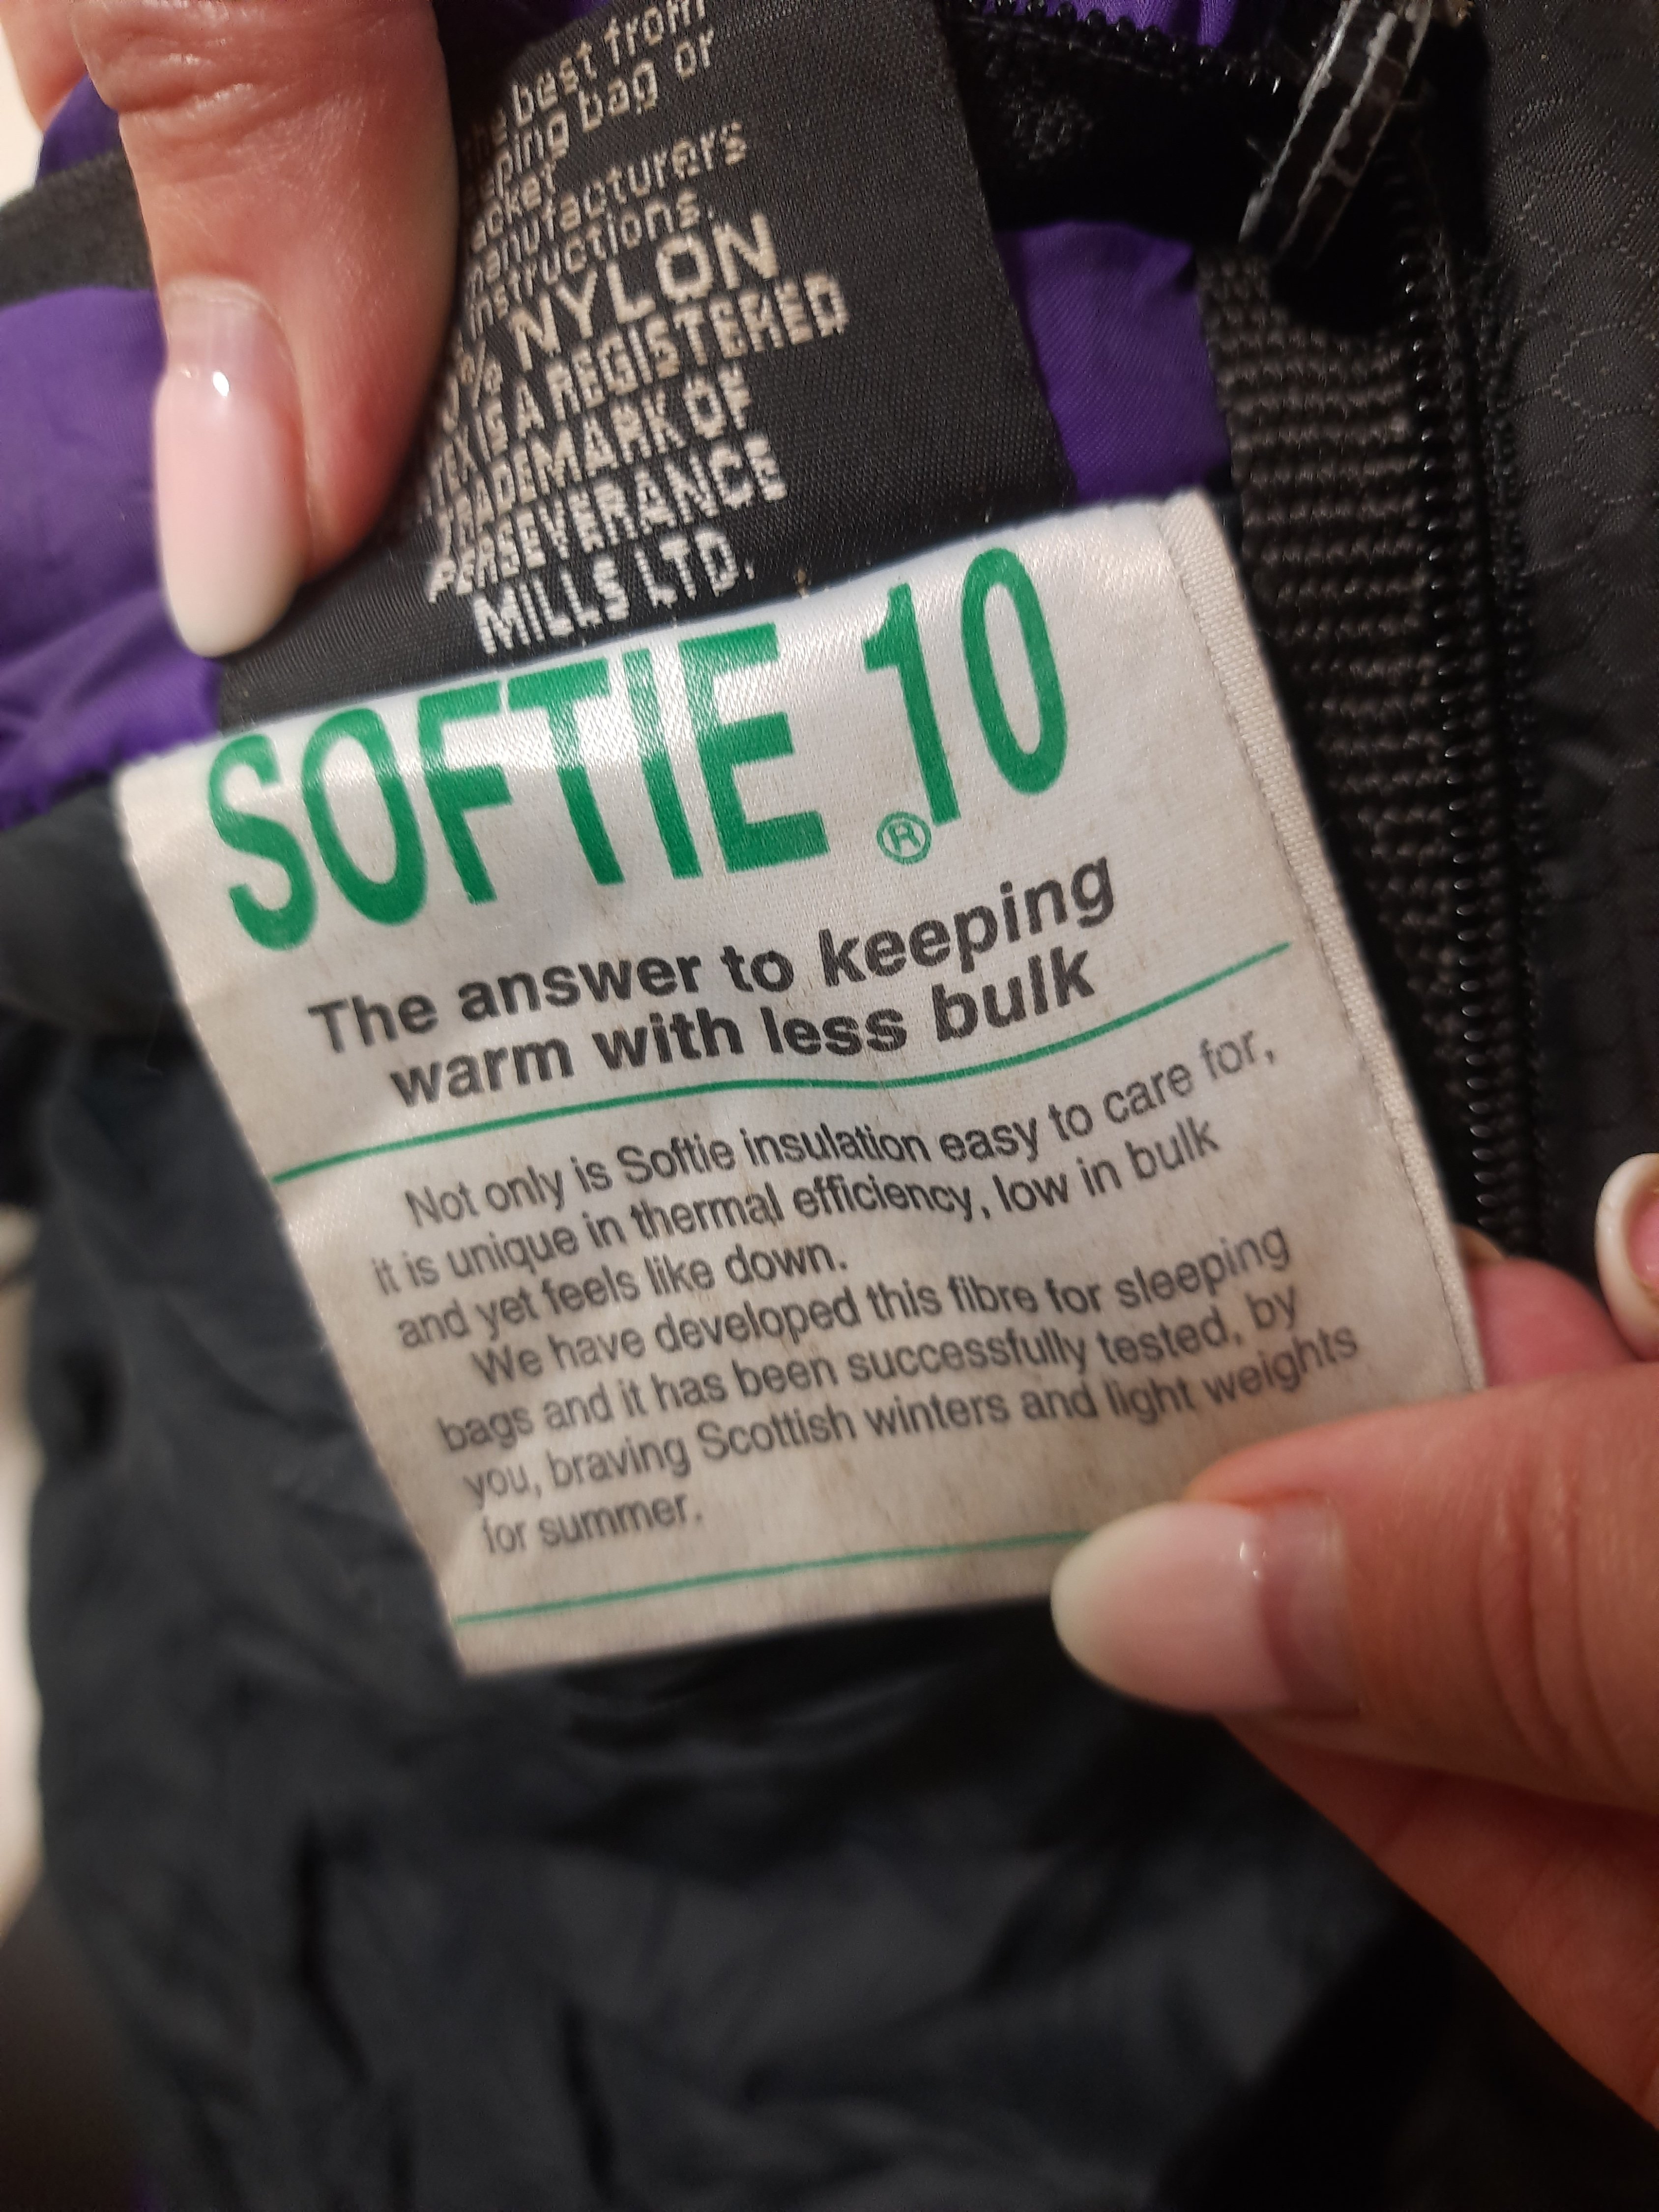 best from
bag or
manufacturers
instructions.
% NYLON
IS A REGISTERED
TRADEMARK OF
PERSEVERANCE
MILLS LTD.
SOFTIE 10
®
The answer to keeping
warm with less bulk
Not only is Softie insulation easy to care for,
it is unique in thermal efficiency, low in bulk
and yet feels like down.
We have developed this fibre for sleeping
bags and it has been successfully tested, by
you, braving Scottish winters and light weights
for summer.